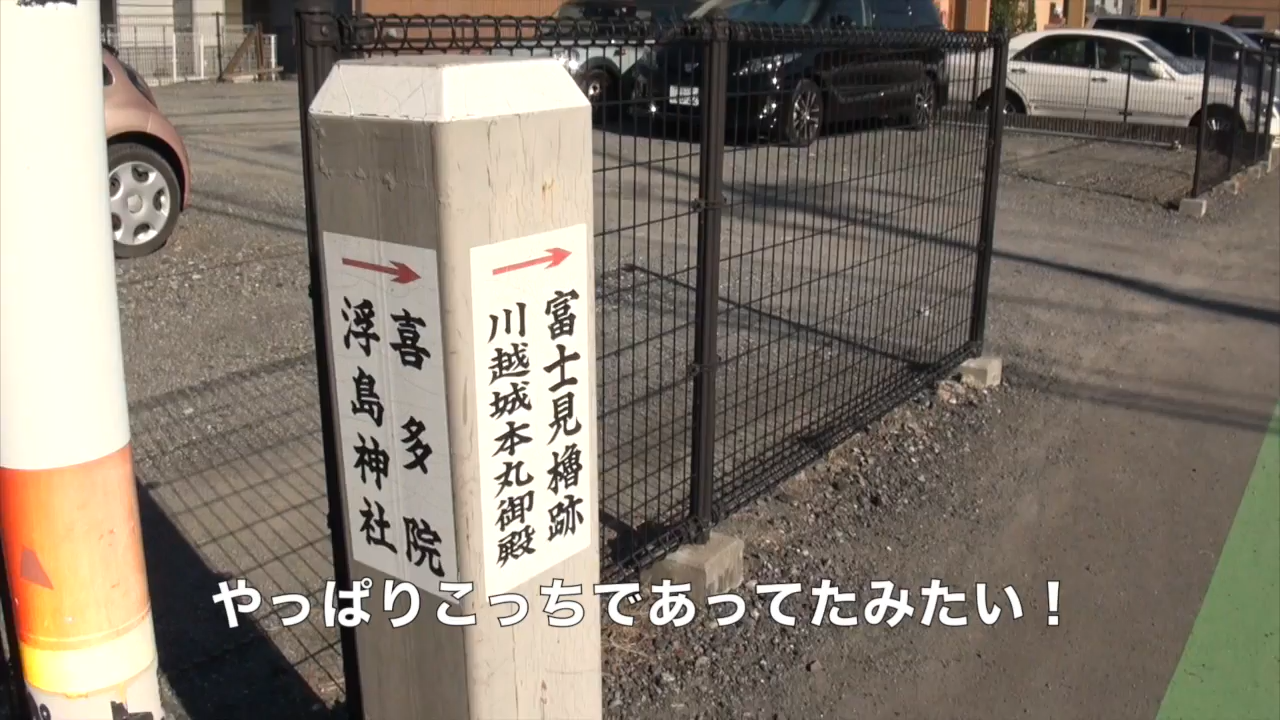 喜多院
浮島神社
富士見櫓跡
川越城本丸御殿
やっぱりこっちであってたみたい！